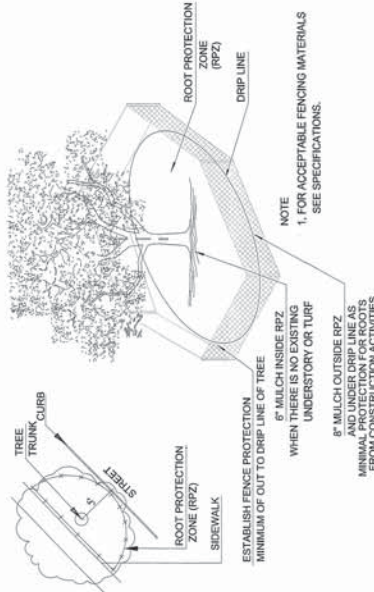 TREE
TRUNK
CURB
5'
STREET
ROOT PROTECTION
ZONE (RPZ)
SIDEWALK
ROOT PROTECTION
ZONE
(RPZ)
DRIP LINE
ESTABLISH FENCE PROTECTION
MINIMUM OF OUT TO DRIP LINE OF TREE
6" MULCH INSIDE RPZ
WHEN THERE IS NO EXISTING
UNDERSTORY OR TURF
8" MULCH OUTSIDE RPZ
AND UNDER DRIP LINE AS
MINIMAL PROTECTION FOR ROOTS
FROM CONSTRUCTION ACTIVITIES
NOTE
1. FOR ACCEPTABLE FENCING MATERIALS
SEE SPECIFICATIONS.